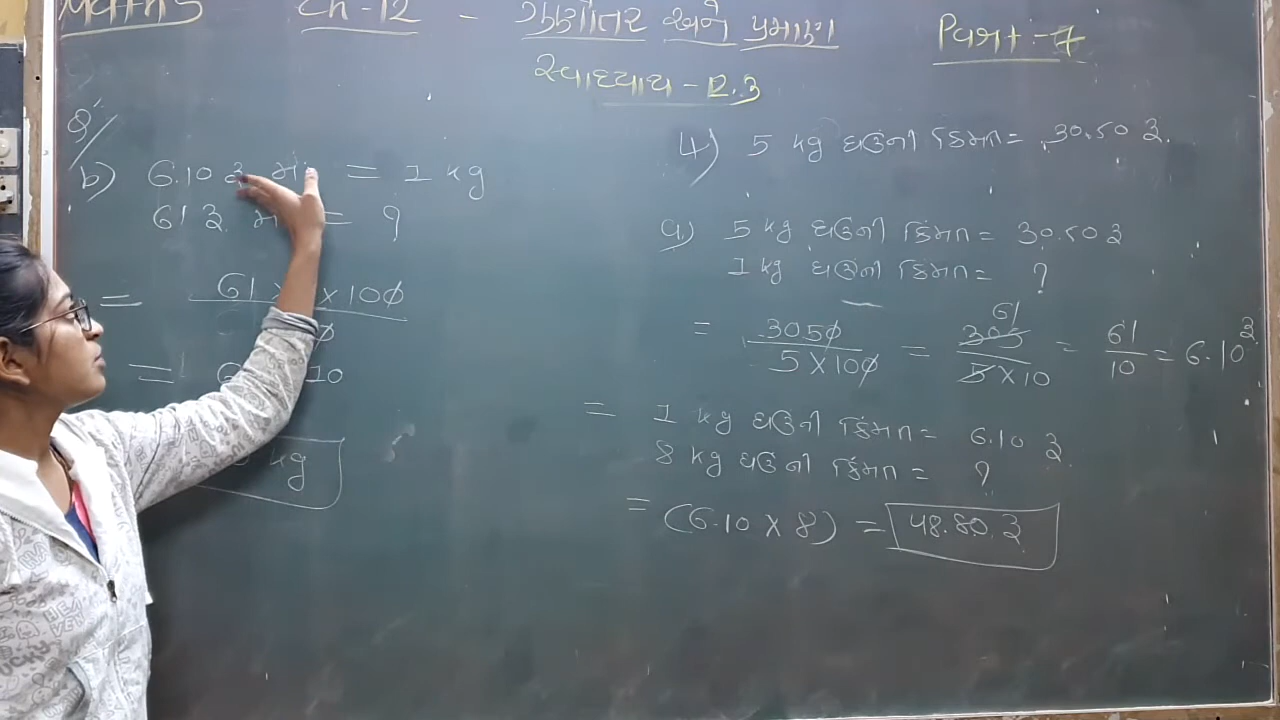 Maths Ch-12 - ગુણોત્તર અને પ્રમાણ Part:-7
સ્વાધ્યાય - 12.3
b) 6.10 રૂ = 1 kg
61 રૂ. = ?
= 61 × 100
=
kg
4) 5 kg ઘઉંની કિંમત = 30.50 રૂ.
a) 5 kg ઘઉંની કિંમત = 30.50 રૂ
1 kg ઘઉંની કિંમત = ?
= 3050 / 5 × 100 = 305 / 5 × 10 61 = 61 / 10 = 6.10 રૂ.
= 1 kg ઘઉંની કિંમત = 6.10 રૂ.
8 kg ઘઉંની કિંમત = ?
= (6.10 × 8) = 48.80 રૂ